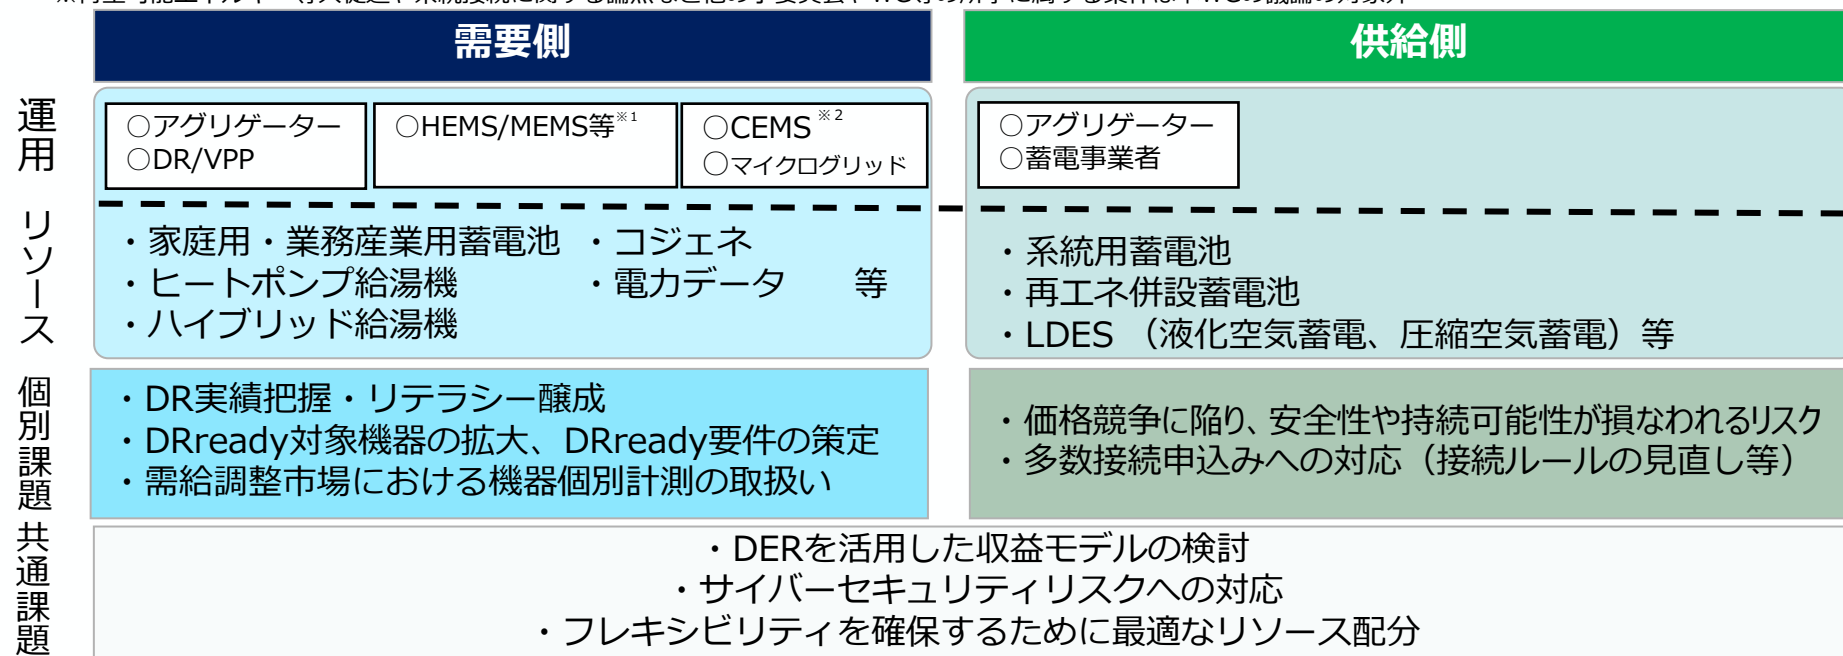 需要側
供給側
運用
○アグリゲーター
○DR/VPP
○HEMS/MEMS等※1
○CEMS※2
○マイクログリッド
○アグリゲーター
○蓄電事業者
リソース
・家庭用・業務産業用蓄電池 ・コジェネ
・ヒートポンプ給湯機 ・電力データ 等
・ハイブリッド給湯機
・系統用蓄電池
・再エネ併設蓄電池
・LDES （液化空気蓄電、圧縮空気蓄電）等
個別課題
・DR実績把握・リテラシー醸成
・DRready対象機器の拡大、DRready要件の策定
・需給調整市場における機器個別計測の取扱い
・価格競争に陥り、安全性や持続可能性が損なわれるリスク
・多数接続申込みへの対応（接続ルールの見直し等）
共通課題
・DERを活用した収益モデルの検討
・サイバーセキュリティリスクへの対応
・フレキシビリティを確保するために最適なリソース配分